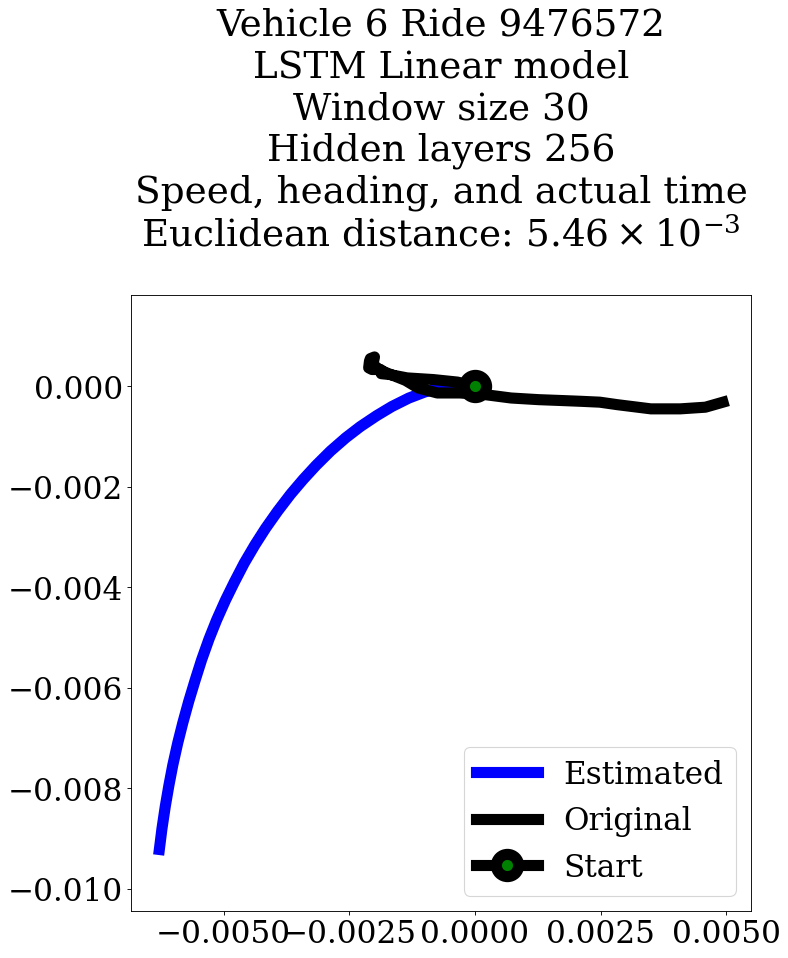 Vehicle 6 Ride 9476572
LSTM Linear model
Window size 30
Hidden layers 256
Speed, heading, and actual time
Euclidean distance: 5.46 × 10⁻³
0.000
−0.002
−0.004
−0.006
−0.008
−0.010
Estimated
Original
Start
−0.0050 −0.0025 0.0000 0.0025 0.0050